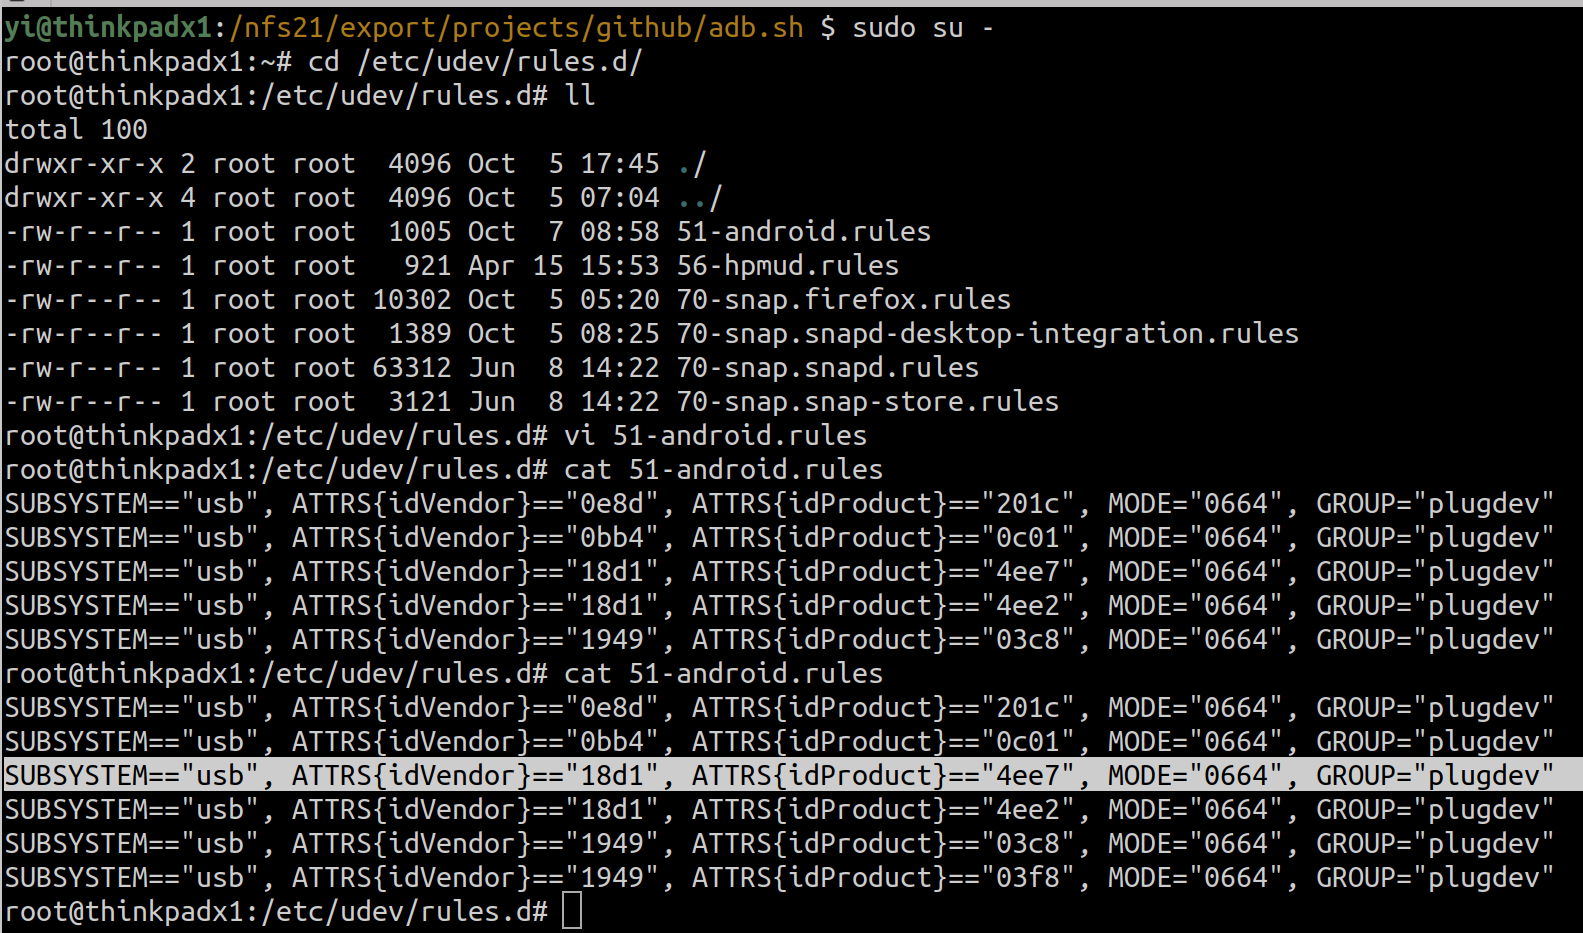 yi@thinkpadx1:/nfs21/export/projects/github/adb.sh $ sudo su -
root@thinkpadx1:~# cd /etc/udev/rules.d/
root@thinkpadx1:/etc/udev/rules.d# ll
total 100
drwxr-xr-x 2 root root  4096 Oct  5 17:45 ./
drwxr-xr-x 4 root root  4096 Oct  5 07:04 ../
-rw-r--r-- 1 root root  1005 Oct  7 08:58 51-android.rules
-rw-r--r-- 1 root root   921 Apr 15 15:53 56-hpmud.rules
-rw-r--r-- 1 root root 10302 Oct  5 05:20 70-snap.firefox.rules
-rw-r--r-- 1 root root  1389 Oct  5 08:25 70-snap.snapd-desktop-integration.rules
-rw-r--r-- 1 root root 63312 Jun  8 14:22 70-snap.snapd.rules
-rw-r--r-- 1 root root  3121 Jun  8 14:22 70-snap.snap-store.rules
root@thinkpadx1:/etc/udev/rules.d# vi 51-android.rules
root@thinkpadx1:/etc/udev/rules.d# cat 51-android.rules
SUBSYSTEM=="usb", ATTRS{idVendor}=="0e8d", ATTRS{idProduct}=="201c", MODE="0664", GROUP="plugdev"
SUBSYSTEM=="usb", ATTRS{idVendor}=="0bb4", ATTRS{idProduct}=="0c01", MODE="0664", GROUP="plugdev"
SUBSYSTEM=="usb", ATTRS{idVendor}=="18d1", ATTRS{idProduct}=="4ee7", MODE="0664", GROUP="plugdev"
SUBSYSTEM=="usb", ATTRS{idVendor}=="18d1", ATTRS{idProduct}=="4ee2", MODE="0664", GROUP="plugdev"
SUBSYSTEM=="usb", ATTRS{idVendor}=="1949", ATTRS{idProduct}=="03c8", MODE="0664", GROUP="plugdev"
root@thinkpadx1:/etc/udev/rules.d# cat 51-android.rules
SUBSYSTEM=="usb", ATTRS{idVendor}=="0e8d", ATTRS{idProduct}=="201c", MODE="0664", GROUP="plugdev"
SUBSYSTEM=="usb", ATTRS{idVendor}=="0bb4", ATTRS{idProduct}=="0c01", MODE="0664", GROUP="plugdev"
SUBSYSTEM=="usb", ATTRS{idVendor}=="18d1", ATTRS{idProduct}=="4ee7", MODE="0664", GROUP="plugdev"
SUBSYSTEM=="usb", ATTRS{idVendor}=="18d1", ATTRS{idProduct}=="4ee2", MODE="0664", GROUP="plugdev"
SUBSYSTEM=="usb", ATTRS{idVendor}=="1949", ATTRS{idProduct}=="03c8", MODE="0664", GROUP="plugdev"
SUBSYSTEM=="usb", ATTRS{idVendor}=="1949", ATTRS{idProduct}=="03f8", MODE="0664", GROUP="plugdev"
root@thinkpadx1:/etc/udev/rules.d#